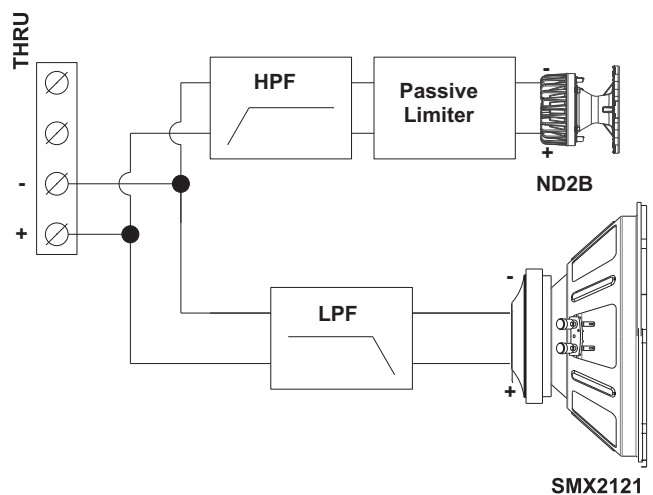 THRU
HPF
Passive
Limiter
-
+
ND2B
-
+
LPF
-
+
SMX2121